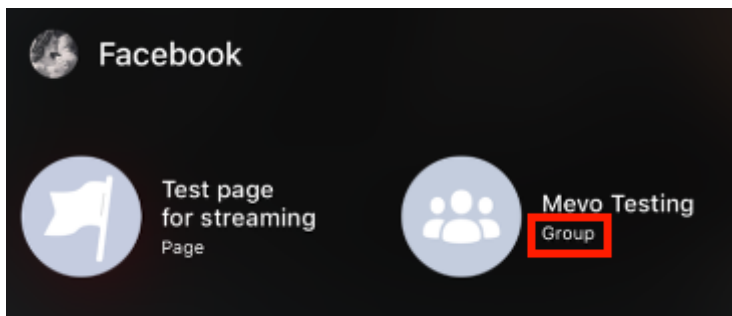 Facebook
Test page
for streaming
Page
Mevo Testing
Group